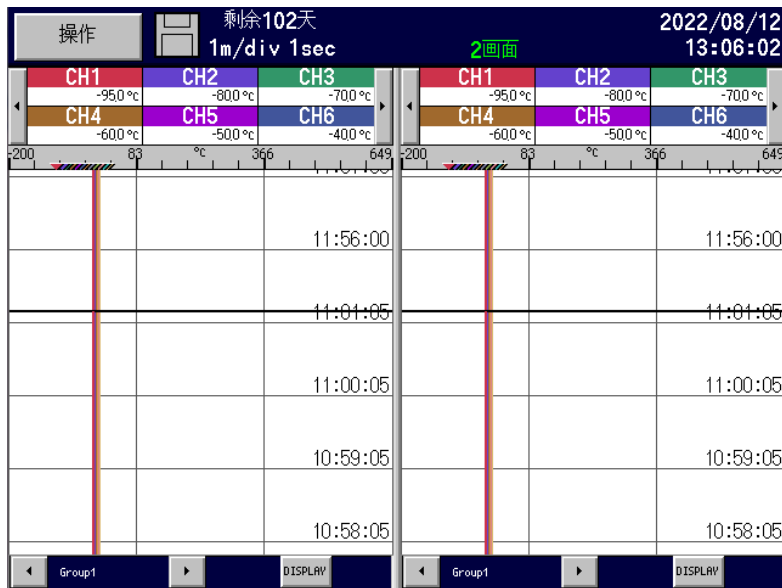 操作
剩余102天
1m/div 1sec
2画面
2022/08/12
13:06:02
CH1 CH2 CH3
-95.0 °c -80.0 °c -70.0 °c
CH4 CH5 CH6
-60.0 °c -50.0 °c -40.0 °c
-200 83 °c 366 649
11:56:00
11:01:05
11:00:05
10:59:05
10:58:05
Group1 DISPLAY
CH1 CH2 CH3
-95.0 °c -80.0 °c -70.0 °c
CH4 CH5 CH6
-60.0 °c -50.0 °c -40.0 °c
-200 83 °c 366 649
11:56:00
11:01:05
11:00:05
10:59:05
10:58:05
Group1 DISPLAY